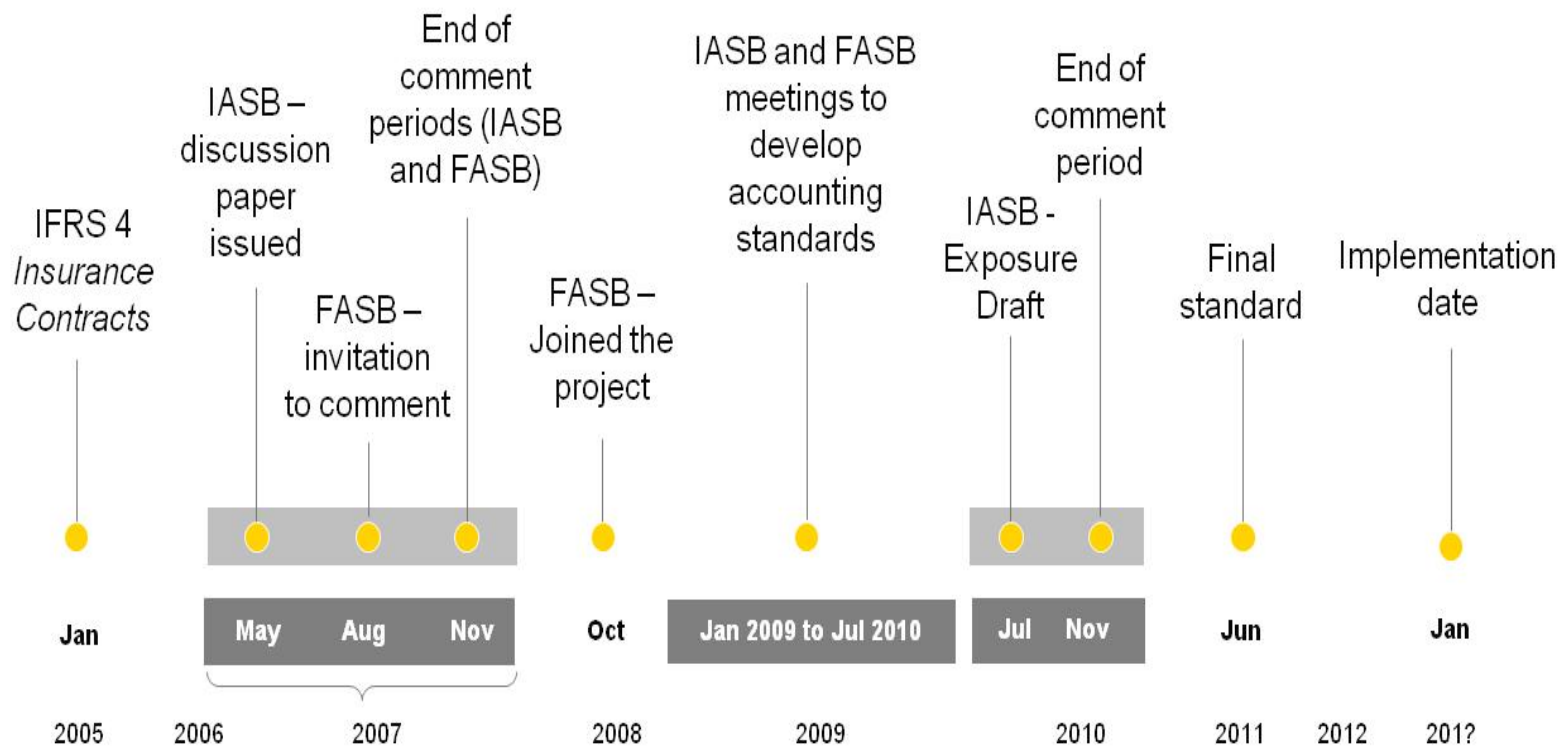 IFRS 4
Insurance
Contracts
IASB –
discussion
paper
issued
FASB –
invitation
to comment
End of
comment
periods (IASB
and FASB)
FASB –
Joined the
project
IASB and FASB
meetings to
develop
accounting
standards
IASB -
Exposure
Draft
End of
comment
period
Final
standard
Implementation
date
Jan
May Aug Nov
Oct
Jan 2009 to Jul 2010
Jul Nov
Jun
Jan
2005 2006 2007 2008 2009 2010 2011 2012 201?